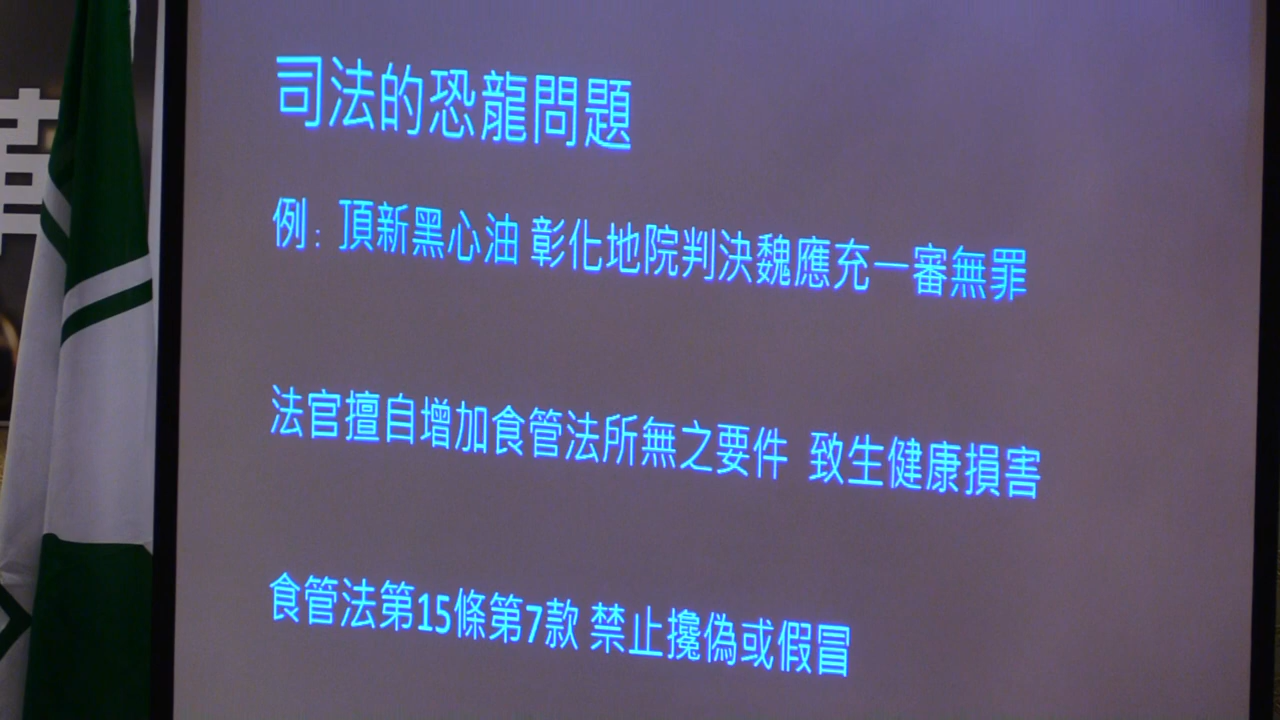 司法的恐龍問題
例: 頂新黑心油 彰化地院判決魏應充一審無罪
法官擅自增加食管法所無之要件 致生健康損害
食管法第15條第7款 禁止攙偽或假冒